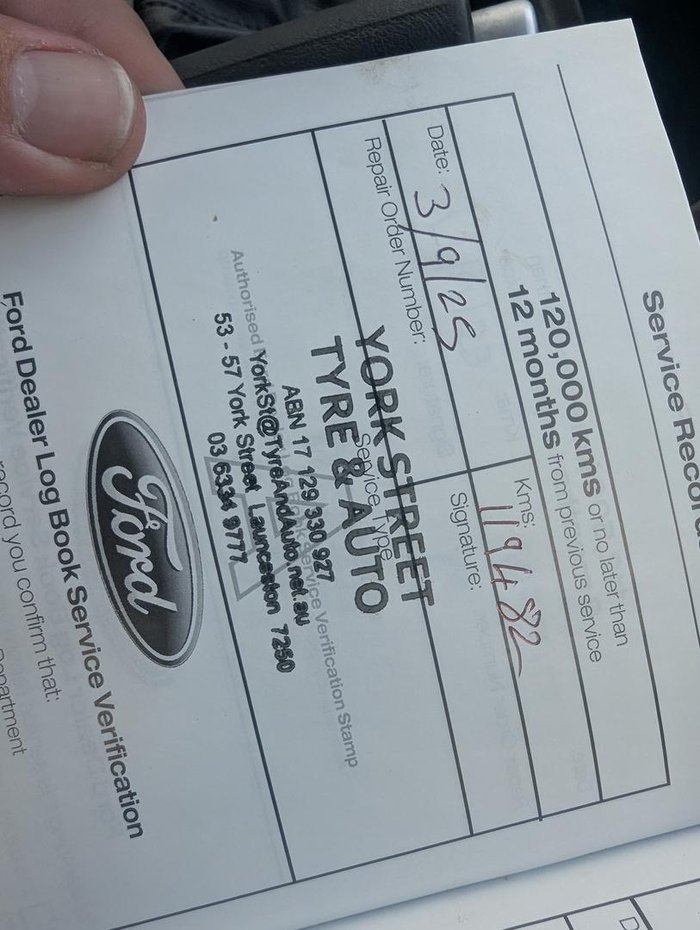 Service Record
120,000 kms or no later than
12 months from previous service
Date: 3/9/25
Kms: 119482
Repair Order Number:
Signature:
Service Type
YORK STREET
TYRE & AUTO
ABN 17 129 330 927
YorkSt@TyreAndAuto.net.au
53 - 57 York Street Launceston 7250
03 6334 9777
Authorised
Service Verification Stamp
Ford
Ford Dealer Log Book Service Verification
record you confirm that:
Department